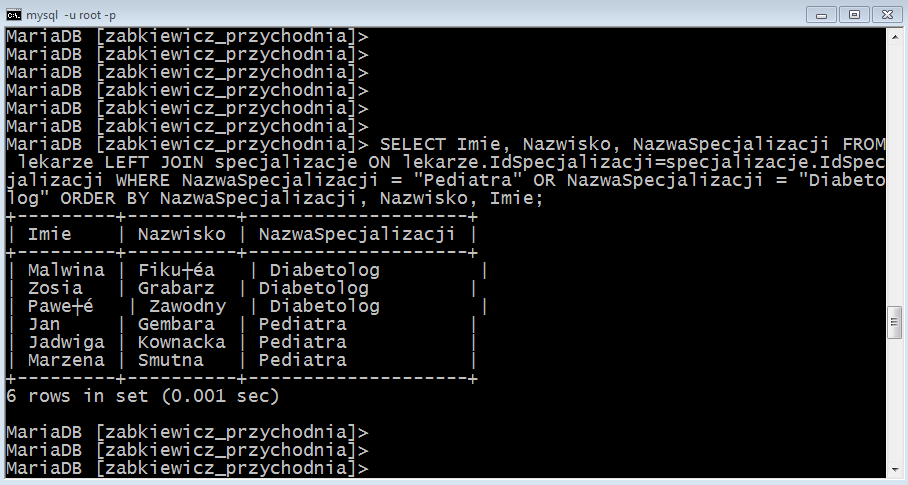 mysql -u root -p
MariaDB [zabkiewicz_przychodnia]>
MariaDB [zabkiewicz_przychodnia]>
MariaDB [zabkiewicz_przychodnia]>
MariaDB [zabkiewicz_przychodnia]>
MariaDB [zabkiewicz_przychodnia]>
MariaDB [zabkiewicz_przychodnia]>
MariaDB [zabkiewicz_przychodnia]> SELECT Imie, Nazwisko, NazwaSpecjalizacji FROM
 lekarze LEFT JOIN specjalizacje ON lekarze.IdSpecjalizacji=specjalizacje.IdSpec
jalizacji WHERE NazwaSpecjalizacji = "Pediatra" OR NazwaSpecjalizacji = "Diabeto
log" ORDER BY NazwaSpecjalizacji, Nazwisko, Imie;
+---------+----------+--------------------+
| Imie    | Nazwisko | NazwaSpecjalizacji |
+---------+----------+--------------------+
| Malwina | Fiku┼éa   | Diabetolog         |
| Zosia   | Grabarz  | Diabetolog         |
| Pawe┼é   | Zawodny  | Diabetolog         |
| Jan     | Gembara  | Pediatra           |
| Jadwiga | Kownacka | Pediatra           |
| Marzena | Smutna   | Pediatra           |
+---------+----------+--------------------+
6 rows in set (0.001 sec)
MariaDB [zabkiewicz_przychodnia]>
MariaDB [zabkiewicz_przychodnia]>
MariaDB [zabkiewicz_przychodnia]>